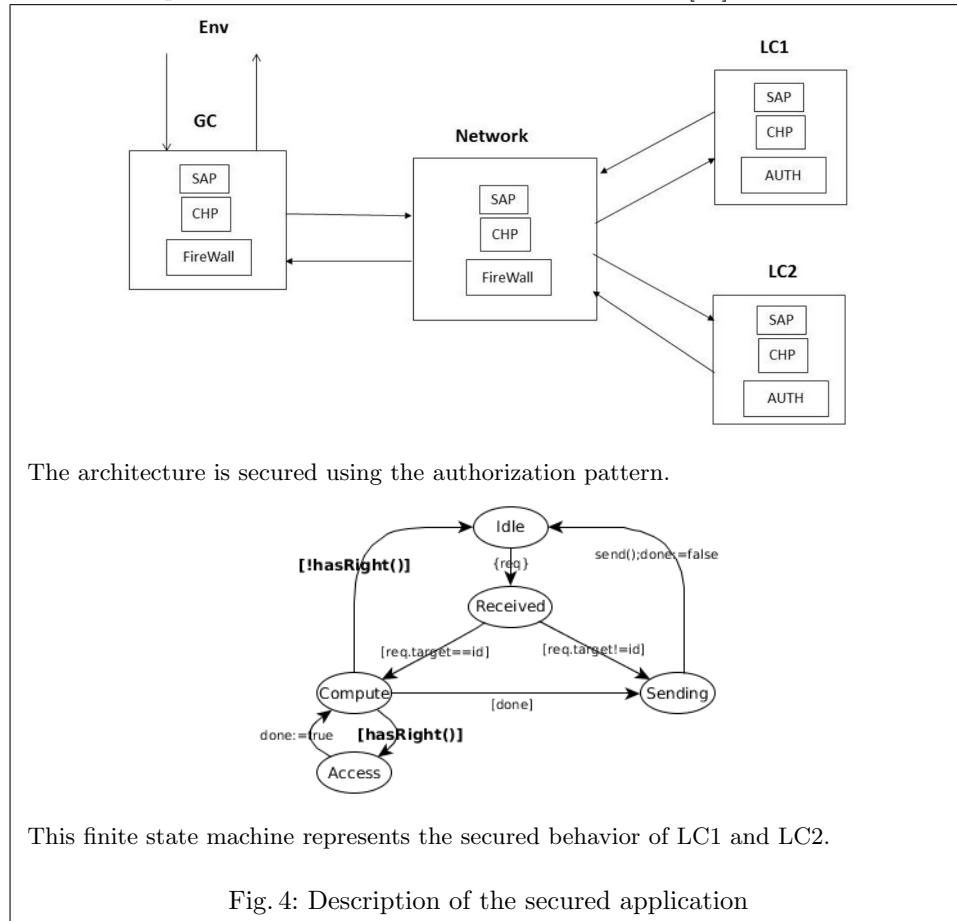 Env
LC1
SAP
CHP
AUTH
GC
SAP
CHP
FireWall
Network
SAP
CHP
FireWall
LC2
SAP
CHP
AUTH
The architecture is secured using the authorization pattern.
Idle
[!hasRight()]
{req}
send();done:=false
Received
[req.target==id]
[req.target!=id]
Compute
Sending
[done]
done:=true
[hasRight()]
Access
This finite state machine represents the secured behavior of LC1 and LC2.
Fig. 4: Description of the secured application